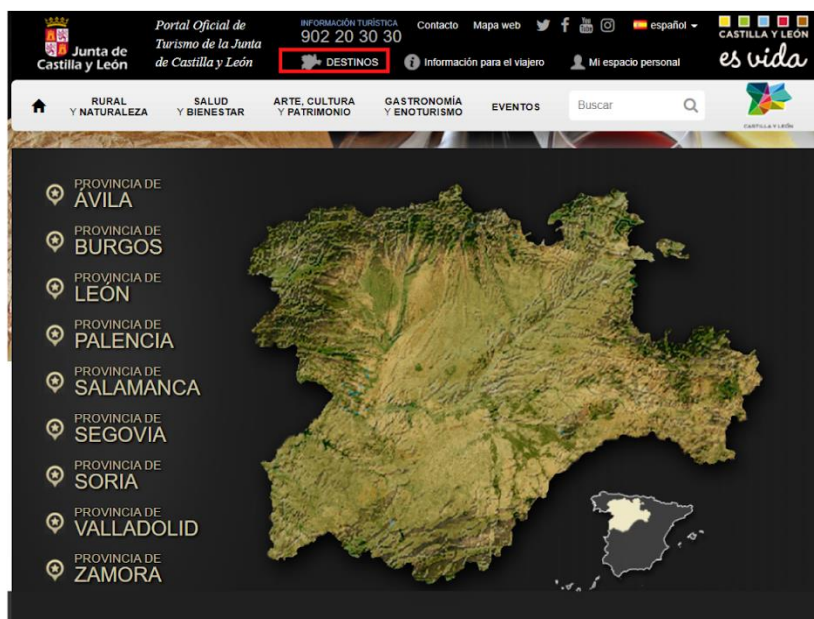 Junta de
Castilla y León
Portal Oficial de
Turismo de la Junta
de Castilla y León
INFORMACIÓN TURÍSTICA
902 20 30 30
Contacto
Mapa web
You
Tube
español
CASTILLA Y LEÓN
es vida
DESTINOS
Información para el viajero
Mi espacio personal
RURAL
Y NATURALEZA
SALUD
Y BIENESTAR
ARTE, CULTURA
Y PATRIMONIO
GASTRONOMÍA
Y ENOTURISMO
EVENTOS
Buscar
CASTILLA Y LEÓN
PROVINCIA DE
ÁVILA
PROVINCIA DE
BURGOS
PROVINCIA DE
LEÓN
PROVINCIA DE
PALENCIA
PROVINCIA DE
SALAMANCA
PROVINCIA DE
SEGOVIA
PROVINCIA DE
SORIA
PROVINCIA DE
VALLADOLID
PROVINCIA DE
ZAMORA